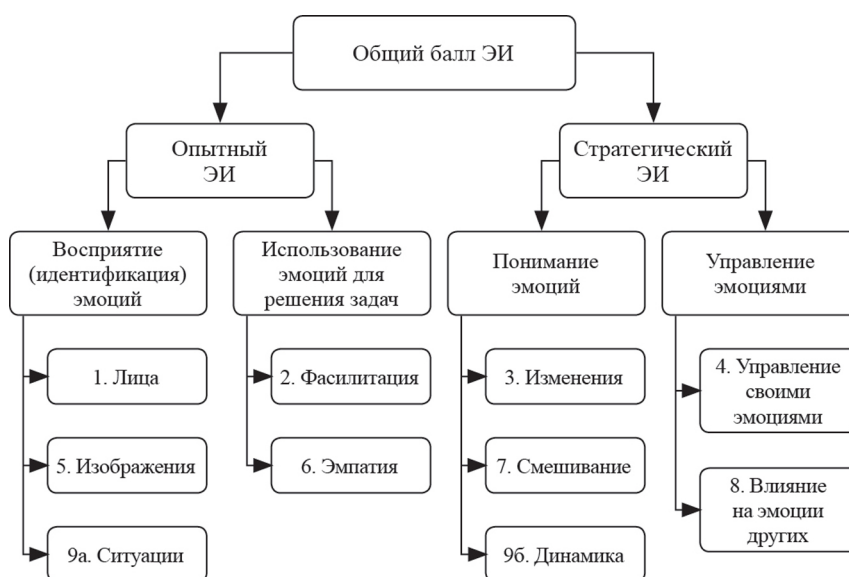 Общий балл ЭИ
Опытный
ЭИ
Стратегический
ЭИ
Восприятие
(идентификация)
эмоций
Использование
эмоций для
решения задач
Понимание
эмоций
Управление
эмоциями
1. Лица
2. Фасилитация
3. Изменения
4. Управление
своими
эмоциями
5. Изображения
6. Эмпатия
7. Смешивание
8. Влияние
на эмоции
других
9а. Ситуации
9б. Динамика